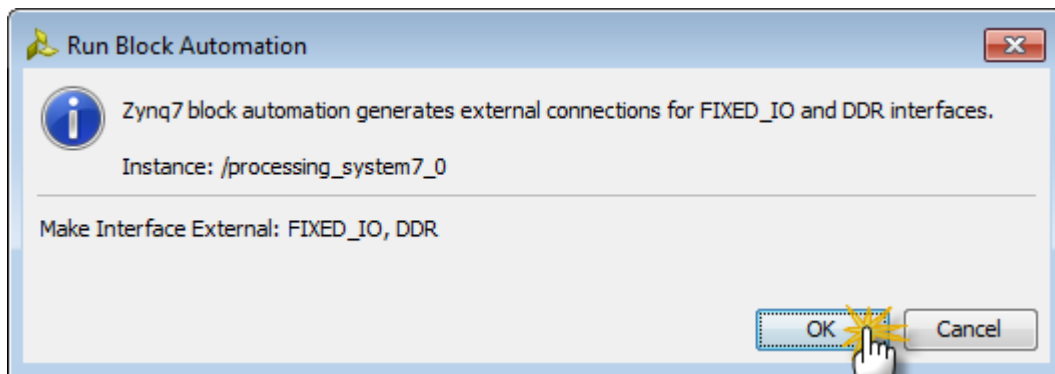 Run Block Automation
Zynq7 block automation generates external connections for FIXED_IO and DDR interfaces.
Instance: /processing_system7_0
Make Interface External: FIXED_IO, DDR
OK
Cancel